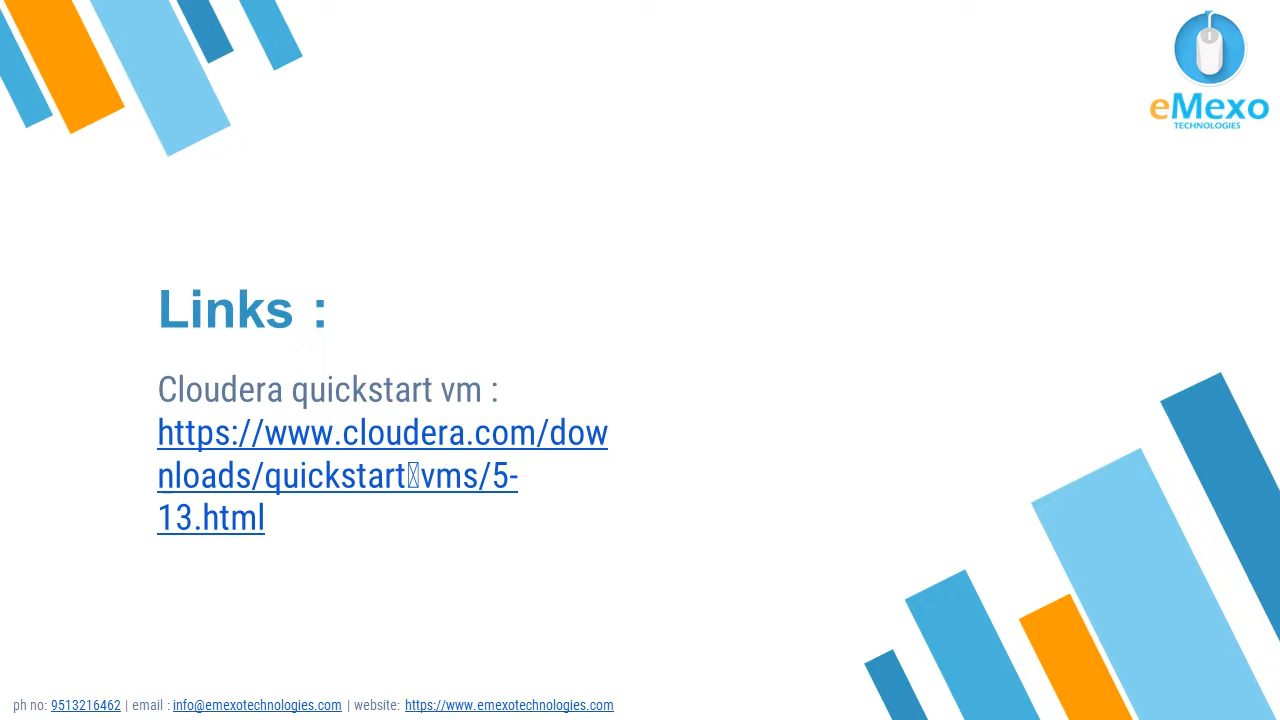 eMexo
TECHNOLOGIES
Links :
Cloudera quickstart vm :
https://www.cloudera.com/dow
nloads/quickstart▯vms/5-
13.html
ph no: 9513216462 | email : info@emexotechnologies.com | website: https://www.emexotechnologies.com